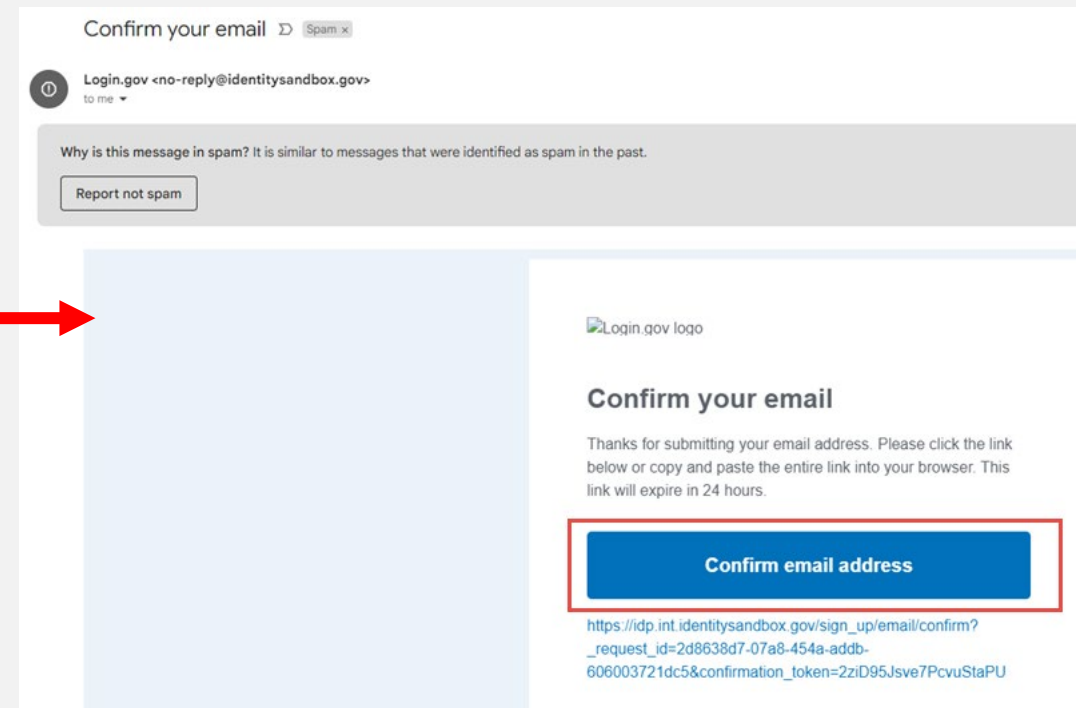 Confirm your email Spam x
Login.gov <no-reply@identitysandbox.gov>
to me
Why is this message in spam? It is similar to messages that were identified as spam in the past.
Report not spam
Login.gov logo
Confirm your email
Thanks for submitting your email address. Please click the link
below or copy and paste the entire link into your browser. This
link will expire in 24 hours.
Confirm email address
https://idp.int.identitysandbox.gov/sign_up/email/confirm?
_request_id=2d8638d7-07a8-454a-addb-
606003721dc5&confirmation_token=2ziD95Jsve7PcvuStaPU